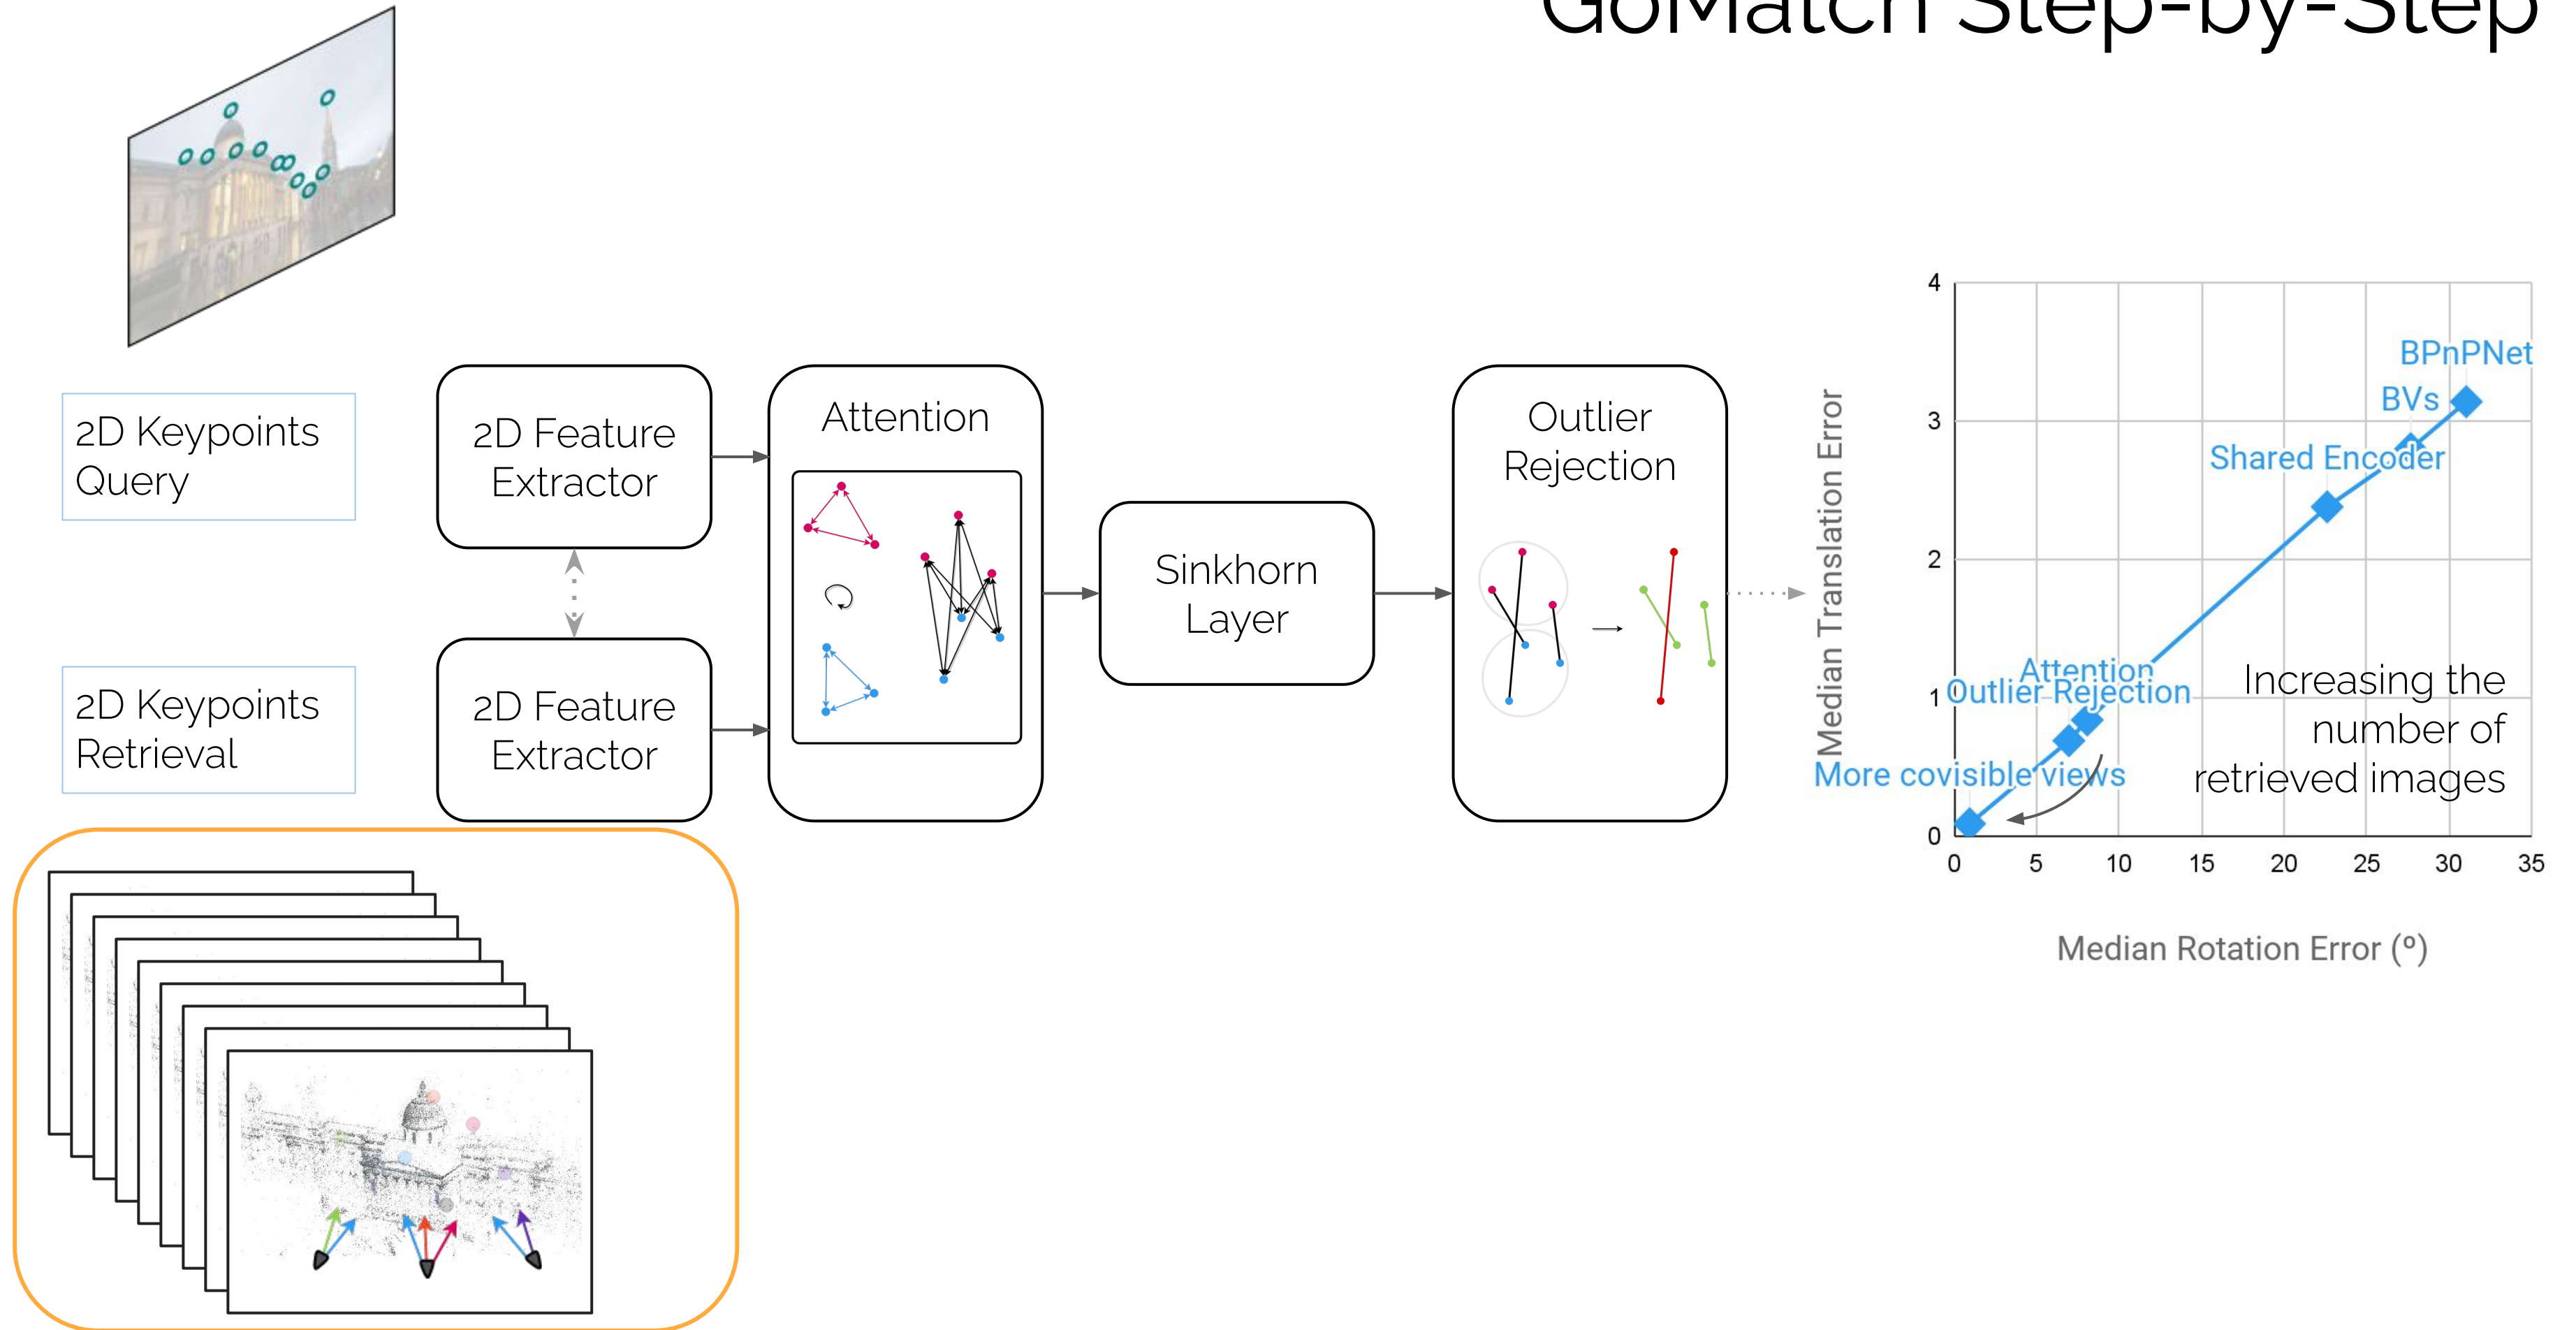 GoMatch Step-by-Step
2D Keypoints
Query
2D Feature
Extractor
Attention
Sinkhorn
Layer
Outlier
Rejection
2D Keypoints
Retrieval
2D Feature
Extractor
Median Translation Error
4
3
2
1
0
BPnPNet
BVs
Shared Encoder
Attention
Outlier Rejection
More covisible views
Increasing the
number of
retrieved images
0 5 10 15 20 25 30 35
Median Rotation Error (º)